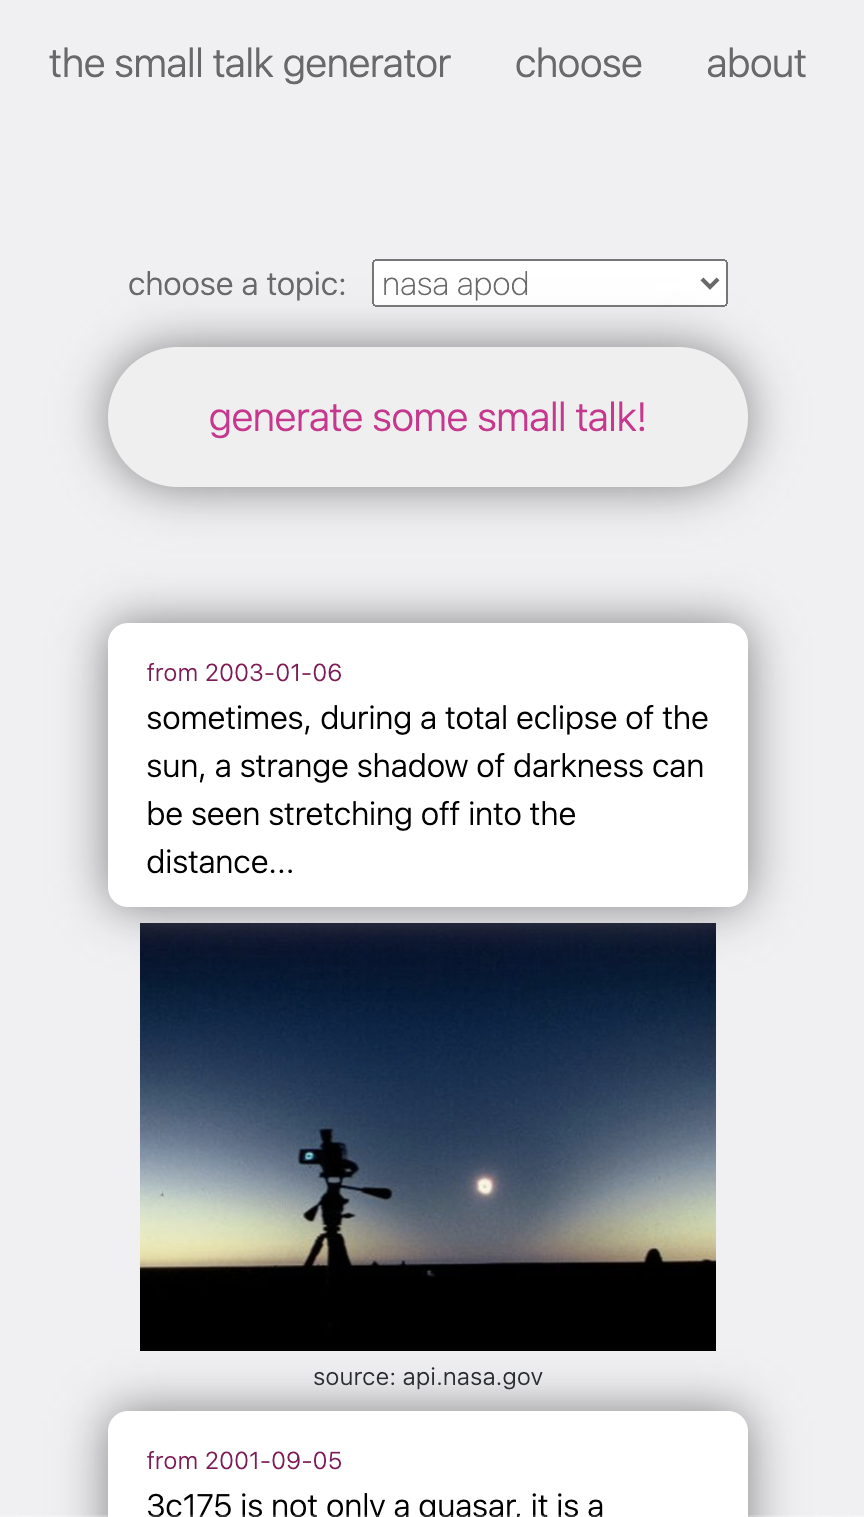 the small talk generator choose about
choose a topic: nasa apod
generate some small talk!
from 2003-01-06
sometimes, during a total eclipse of the
sun, a strange shadow of darkness can
be seen stretching off into the
distance...
source: api.nasa.gov
from 2001-09-05
3c175 is not only a quasar, it is a